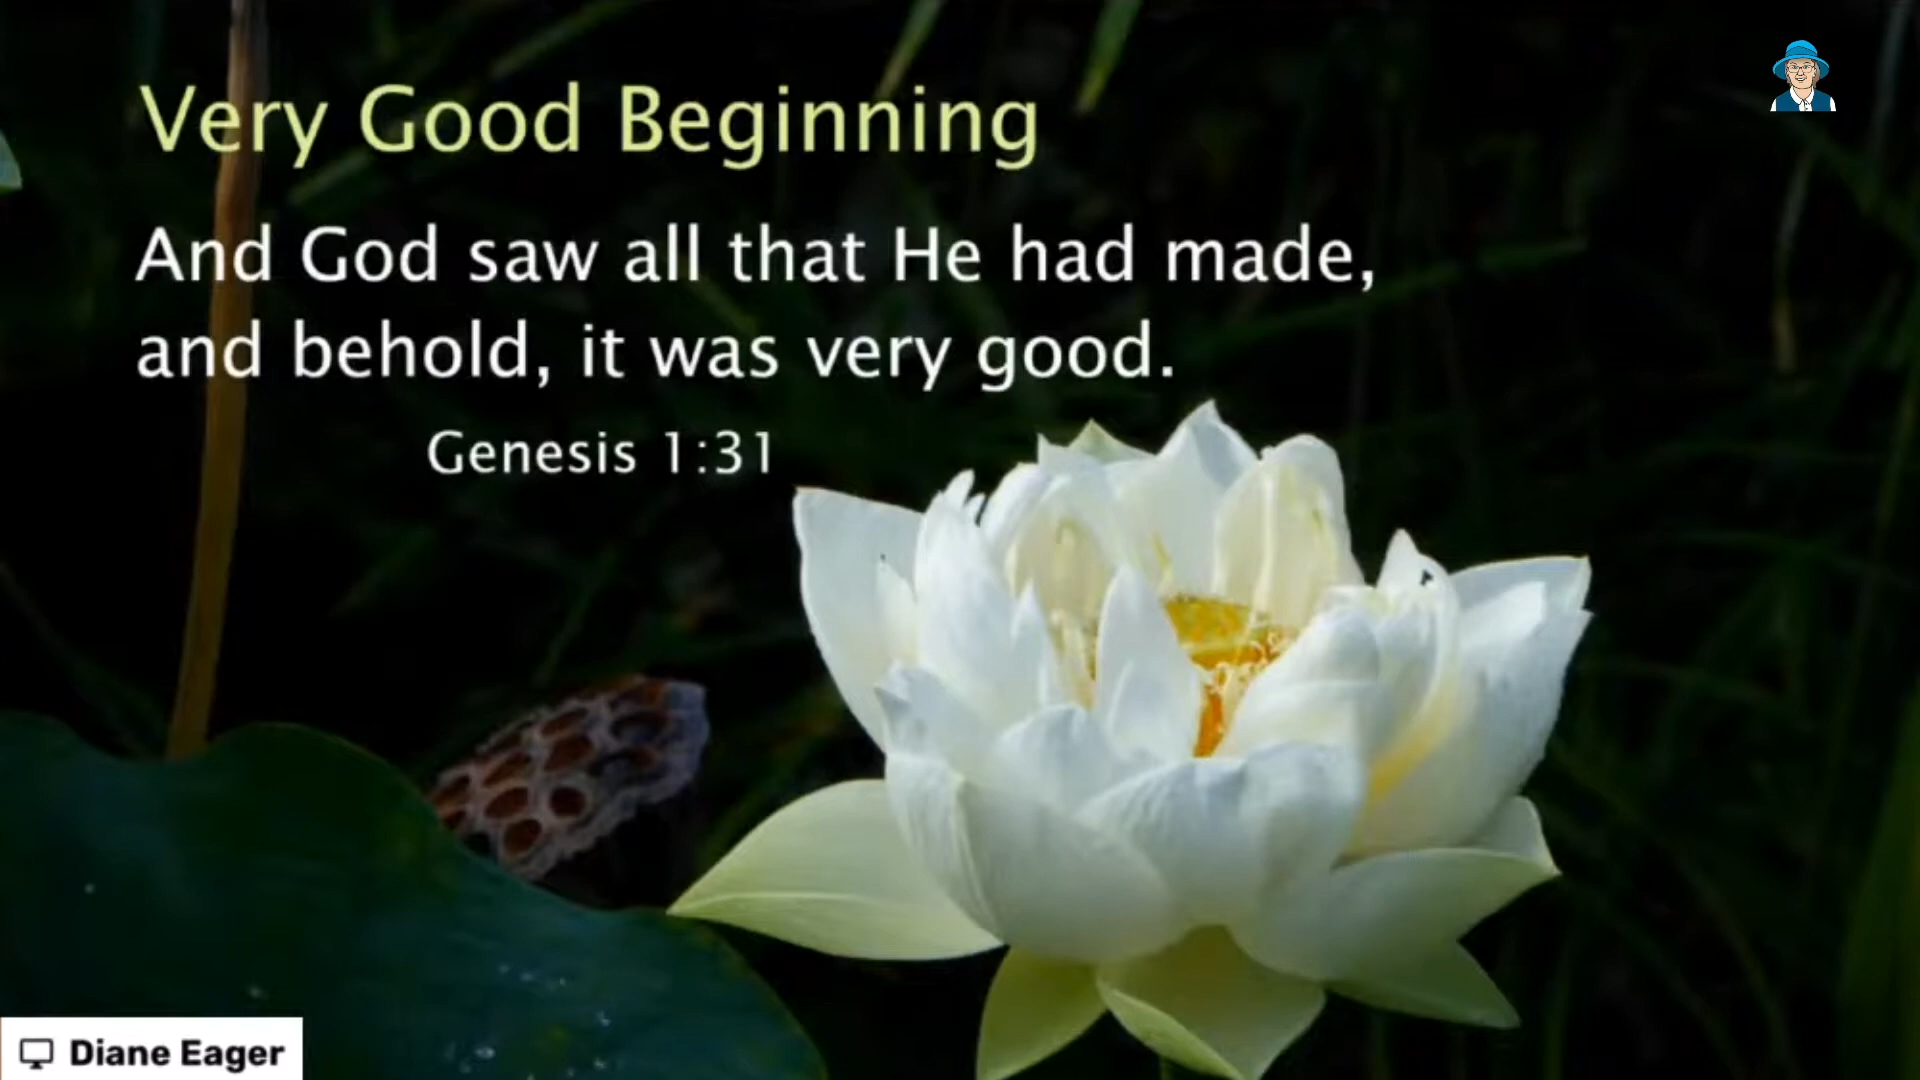 Very Good Beginning
And God saw all that He had made,
and behold, it was very good.
Genesis 1:31
Diane Eager